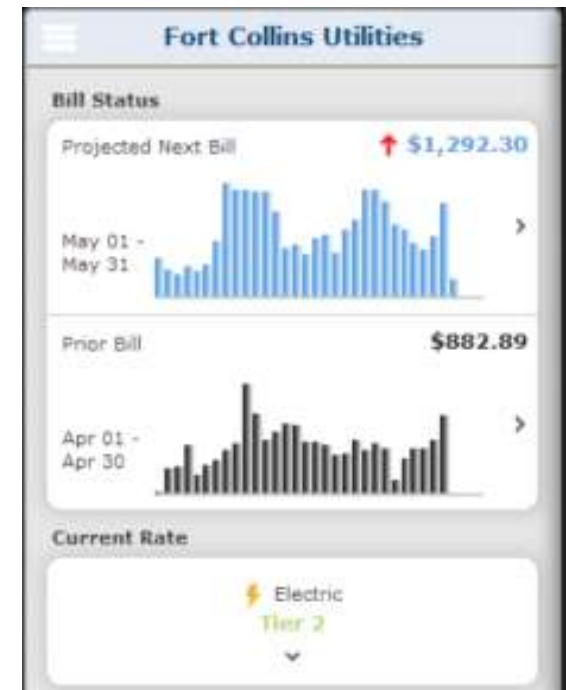 Fort Collins Utilities
Bill Status
Projected Next Bill
$1,292.30
May 01 -
May 31
Prior Bill
$882.89
Apr 01 -
Apr 30
Current Rate
Electric
Tier 2